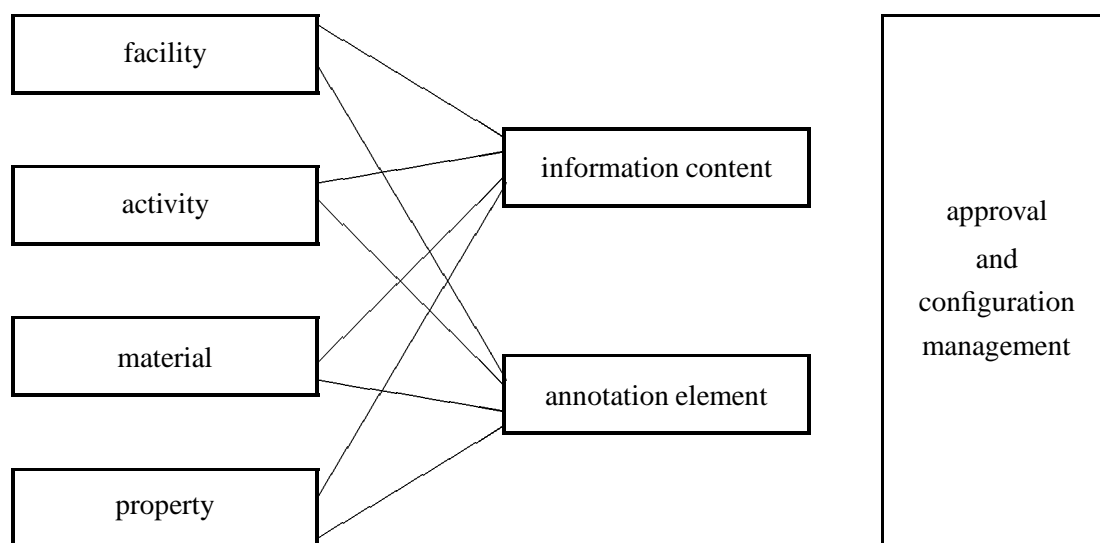 facility
activity
material
property
information content
annotation element
approval
and
configuration
management